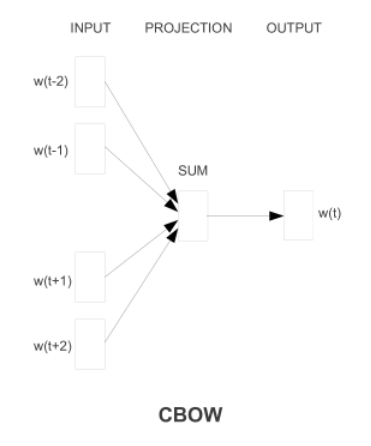 INPUT PROJECTION OUTPUT
w(t-2)
w(t-1)
SUM
w(t)
w(t+1)
w(t+2)
CBOW